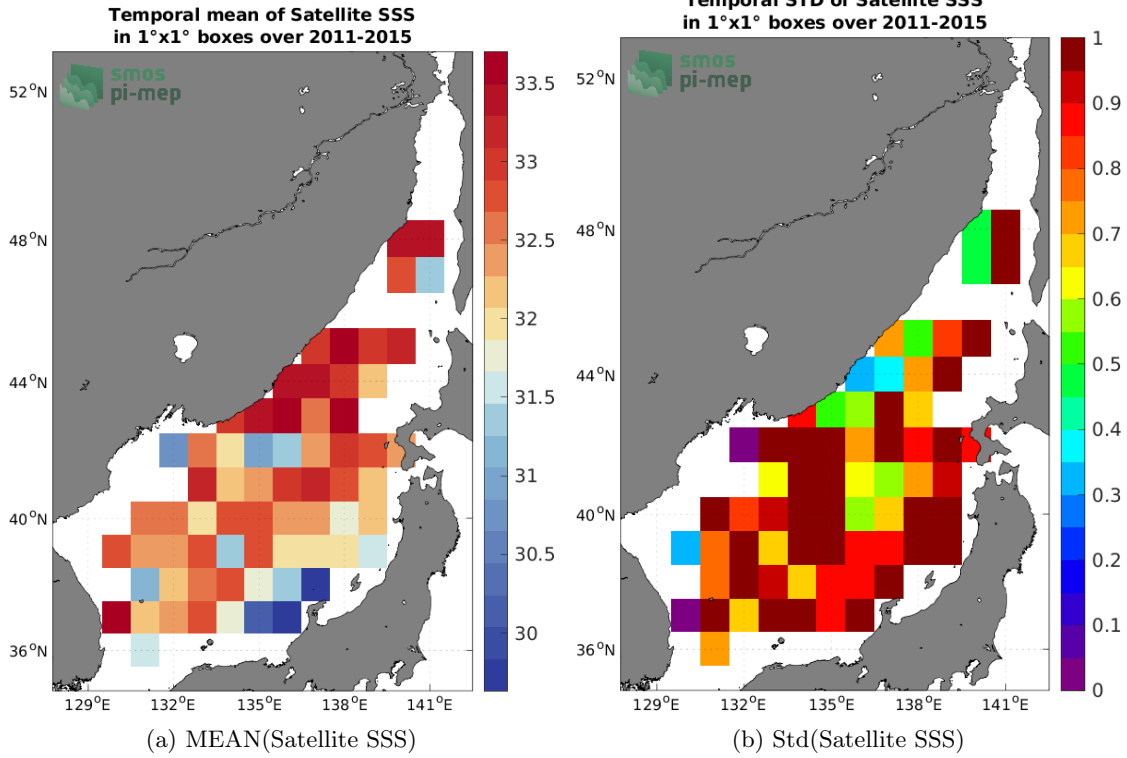 Temporal mean of Satellite SSS
in 1°x1° boxes over 2011-2015
smos
pi-mep
52°N
48°N
44°N
40°N
36°N
129°E
132°E
135°E
138°E
141°E
33.5
33
32.5
32
31.5
31
30.5
30
(a) MEAN(Satellite SSS)
Temporal STD of Satellite SSS
in 1°x1° boxes over 2011-2015
smos
pi-mep
52°N
48°N
44°N
40°N
36°N
129°E
132°E
135°E
138°E
141°E
1
0.9
0.8
0.7
0.6
0.5
0.4
0.3
0.2
0.1
0
(b) Std(Satellite SSS)